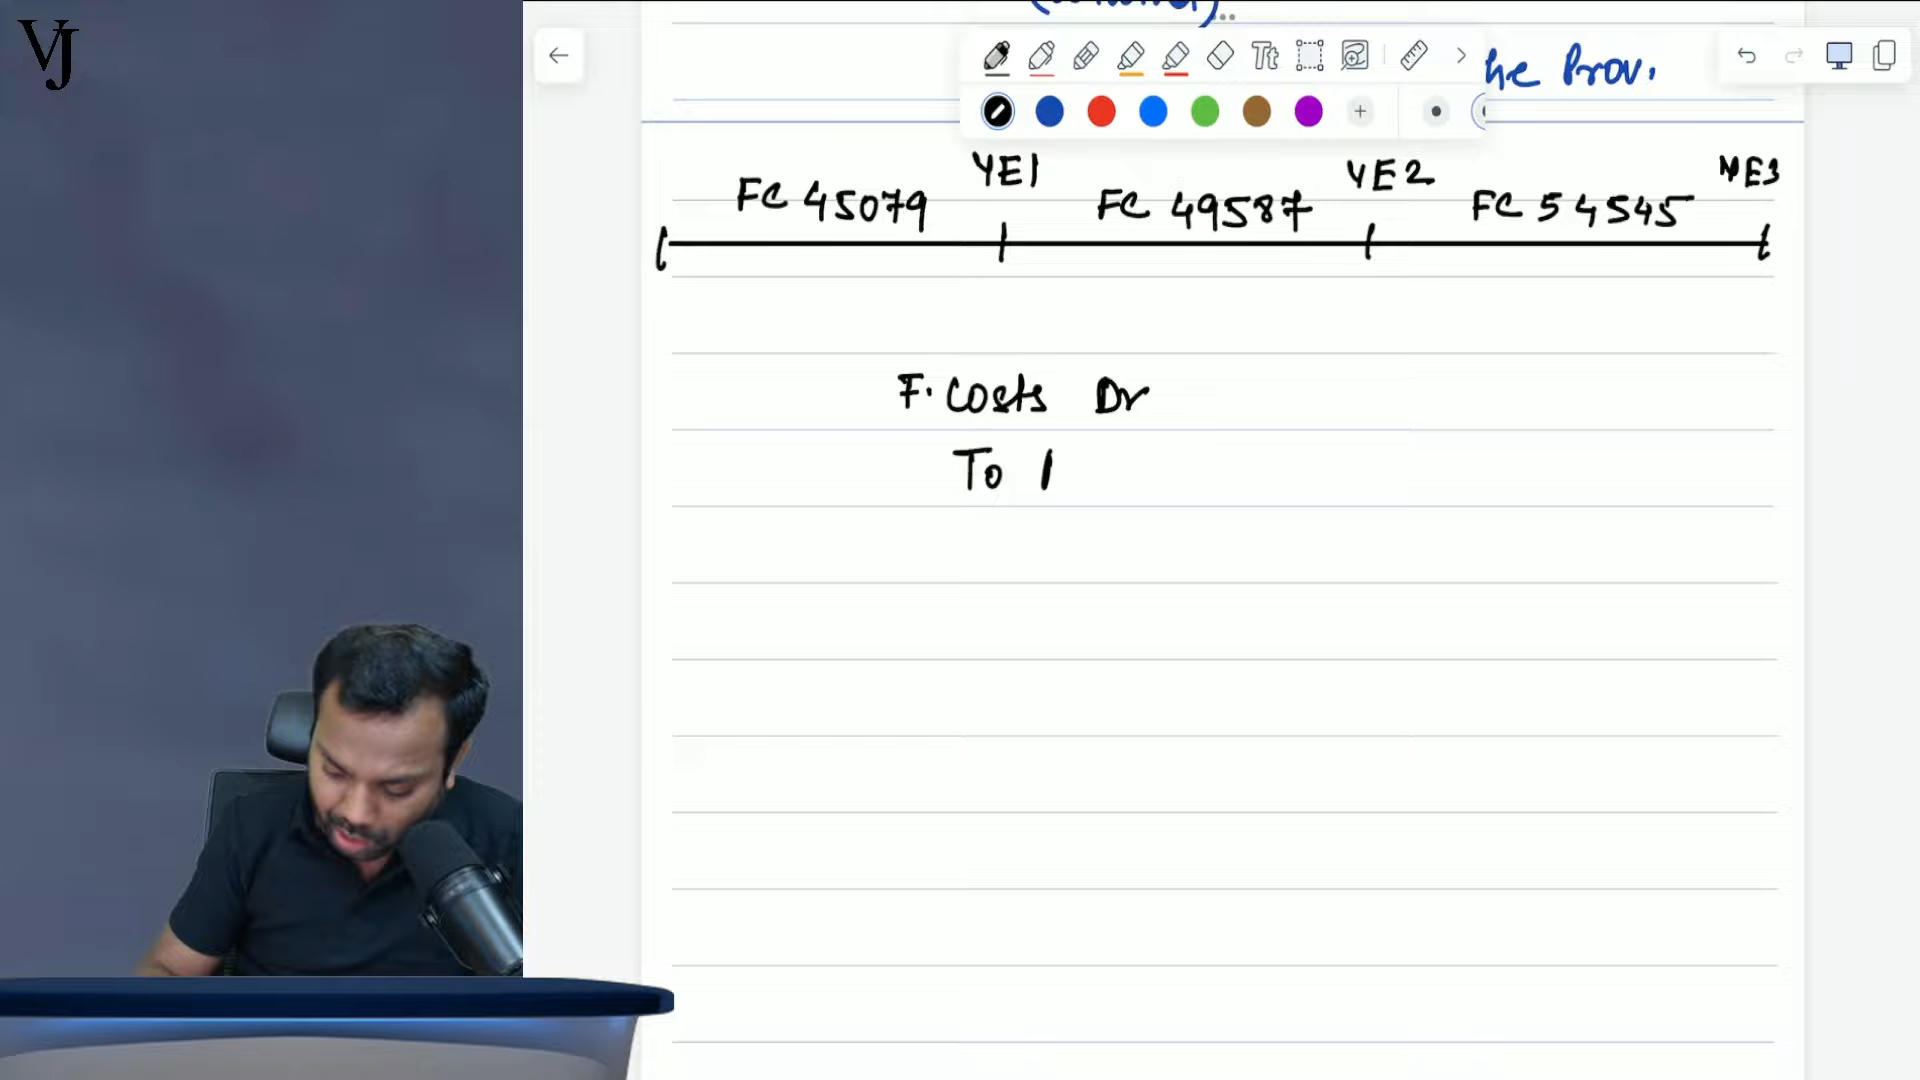 VJ
he Prov.
YE1 YE2 YE3
FC 45079 FC 49587 FC 54545
F. Costs Dr
To